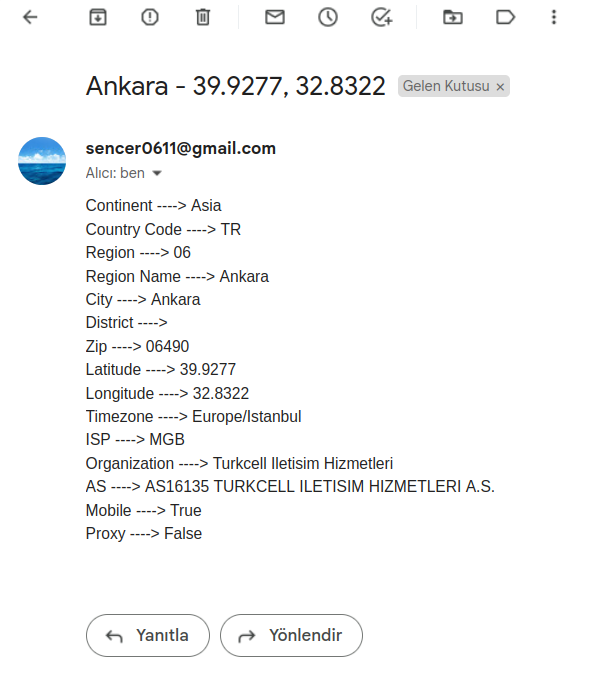 Ankara - 39.9277, 32.8322 Gelen Kutusu ×
sencer0611@gmail.com
Alıcı: ben
Continent ----> Asia
Country Code ----> TR
Region ----> 06
Region Name ----> Ankara
City ----> Ankara
District ---->
Zip ----> 06490
Latitude ----> 39.9277
Longitude ----> 32.8322
Timezone ----> Europe/Istanbul
ISP ----> MGB
Organization ----> Turkcell Iletisim Hizmetleri
AS ----> AS16135 TURKCELL ILETISIM HIZMETLERI A.S.
Mobile ----> True
Proxy ----> False
Yanıtla Yönlendir